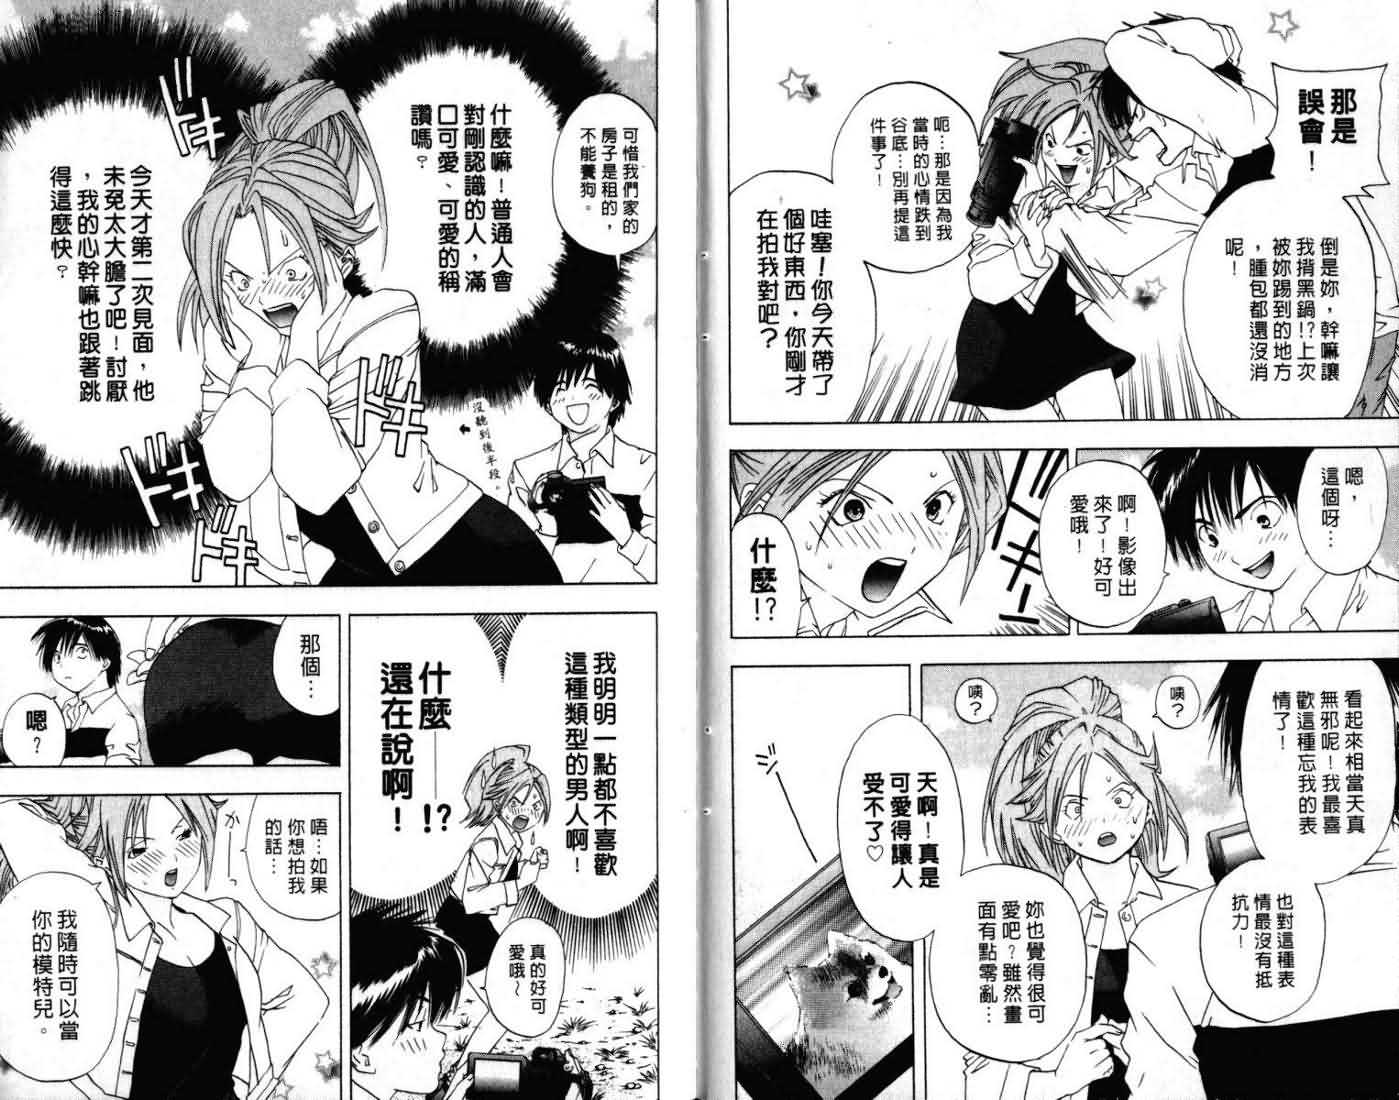 那是
誤會！
倒是妳，幹嘛讓
我揹黑鍋!?上次
被妳踢到的地方
，腫包都還沒消
呢！
呃…那是因為我
當時的心情跌到
谷底…別再提這
件事了！
哇塞！你今天帶了
個好東西，你剛才
在拍我對吧？
嗯，
這個呀…
啊！影像出
來了！好可
愛哦！
什麼!?
看起來相當天真
無邪呢！我最喜
歡這種忘我的表
情了！
也對這種表
情最沒有抵
抗力！
咦？
咦？
妳也覺得很可
愛吧？雖然畫
面有點零亂…
天啊！真是
可愛得讓人
受不了♡
可惜我們家的
房子是租的，
不能養狗。
什麼嘛！普通人會
對剛認識的人，滿
口可愛、可愛的稱
讚嗎？
沒聽到後半段。
今天才第二次見面，他
未免太大膽了吧！討厭
，我的心幹嘛也跟著跳
得這麼快？
ドキ
ドキ
ドキ
ドキ
ドキ
我明明一點都不喜歡
這種類型的男人啊！
什麼——!?
還在說啊！
真的好可
愛哦～
那個…
嗯？
唔…如果
你想拍我
的話…
我隨時可以當
你的模特兒。